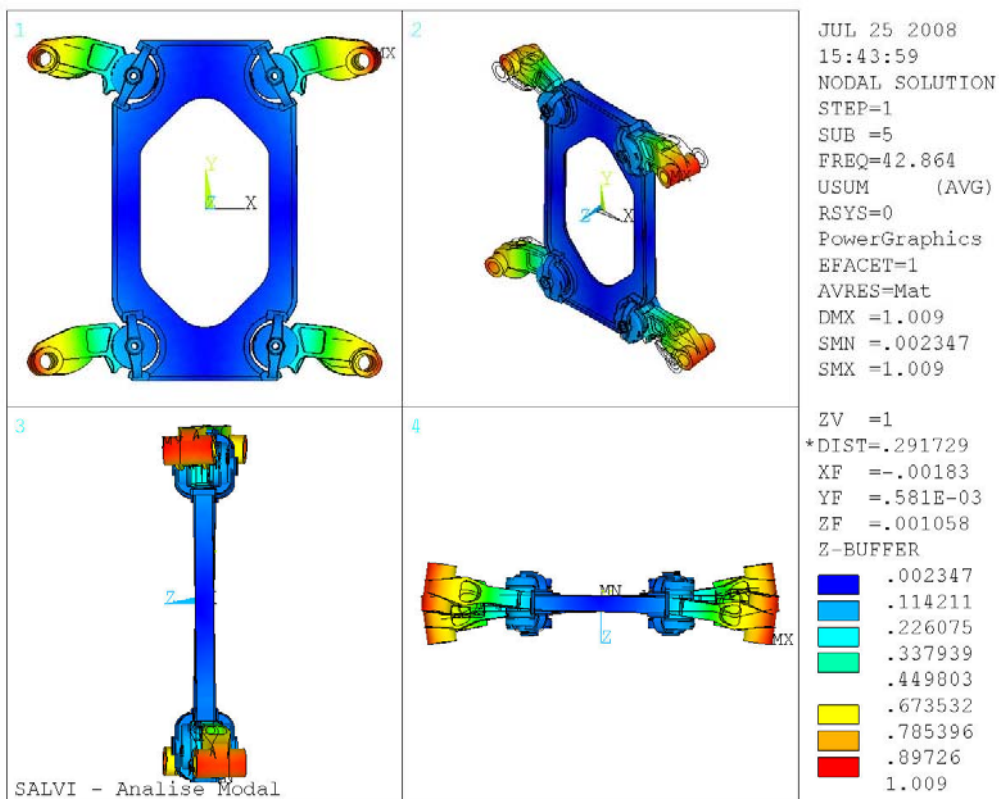 1
MX
Y
Z
X
2
MX
Y
Z
X
JUL 25 2008
15:43:59
NODAL SOLUTION
STEP=1
SUB =5
FREQ=42.864
USUM (AVG)
RSYS=0
PowerGraphics
EFACET=1
AVRES=Mat
DMX =1.009
SMN =.002347
SMX =1.009
3
Z
4
MN
Z
MX
ZV =1
*DIST=.291729
XF =-.00183
YF =.581E-03
ZF =.001058
Z-BUFFER
.002347
.114211
.226075
.337939
.449803
.673532
.785396
.89726
1.009
SALVI - Analise Modal